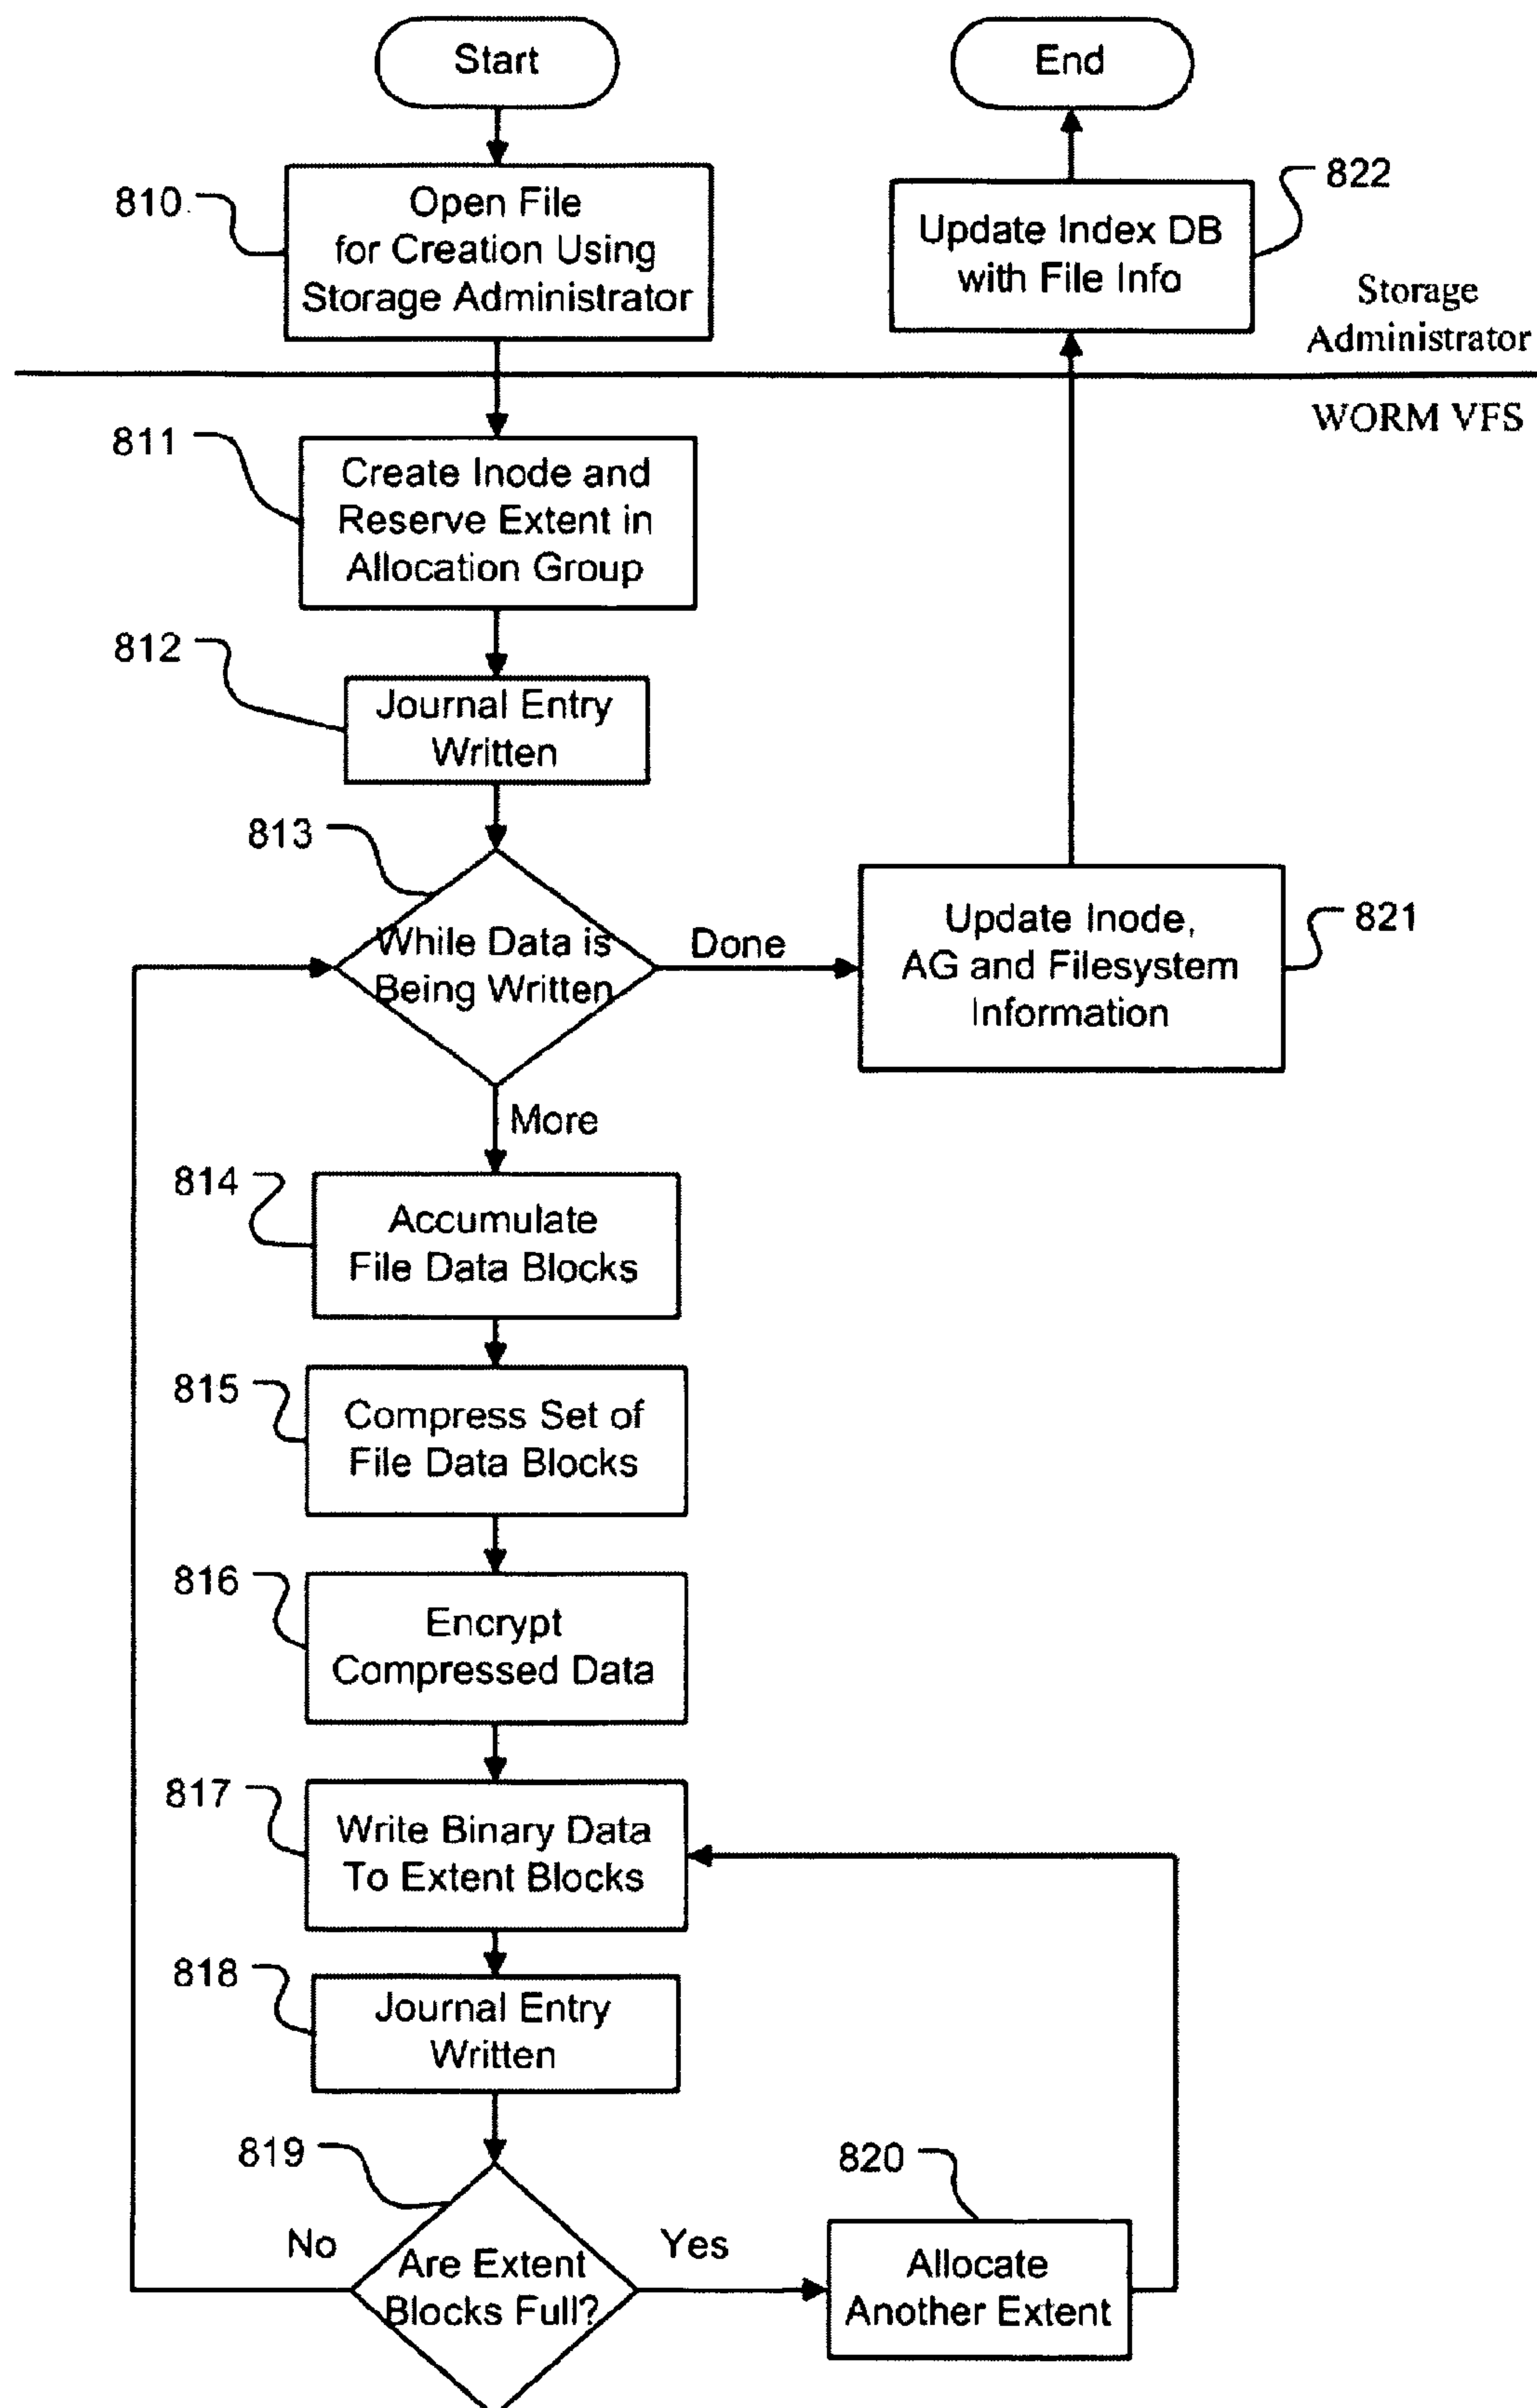 Start
End
810
Open File
for Creation Using
Storage Administrator
822
Update Index DB
with File Info
Storage
Administrator
WORM VFS
811
Create Inode and
Reserve Extent in
Allocation Group
812
Journal Entry
Written
813
While Data is
Being Written
Done
821
Update Inode,
AG and Filesystem
Information
More
814
Accumulate
File Data Blocks
815
Compress Set of
File Data Blocks
816
Encrypt
Compressed Data
817
Write Binary Data
To Extent Blocks
818
Journal Entry
Written
819
820
No
Are Extent
Blocks Full?
Yes
Allocate
Another Extent